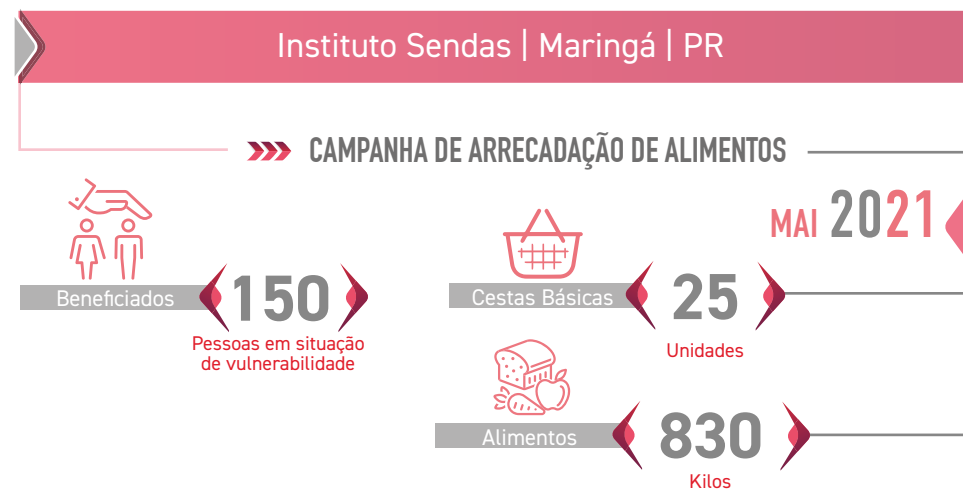 Instituto Sendas | Maringá | PR
CAMPANHA DE ARRECADAÇÃO DE ALIMENTOS
MAI 2021
Beneficiados
150
Pessoas em situação
de vulnerabilidade
Cestas Básicas
25
Unidades
Alimentos
830
Kilos